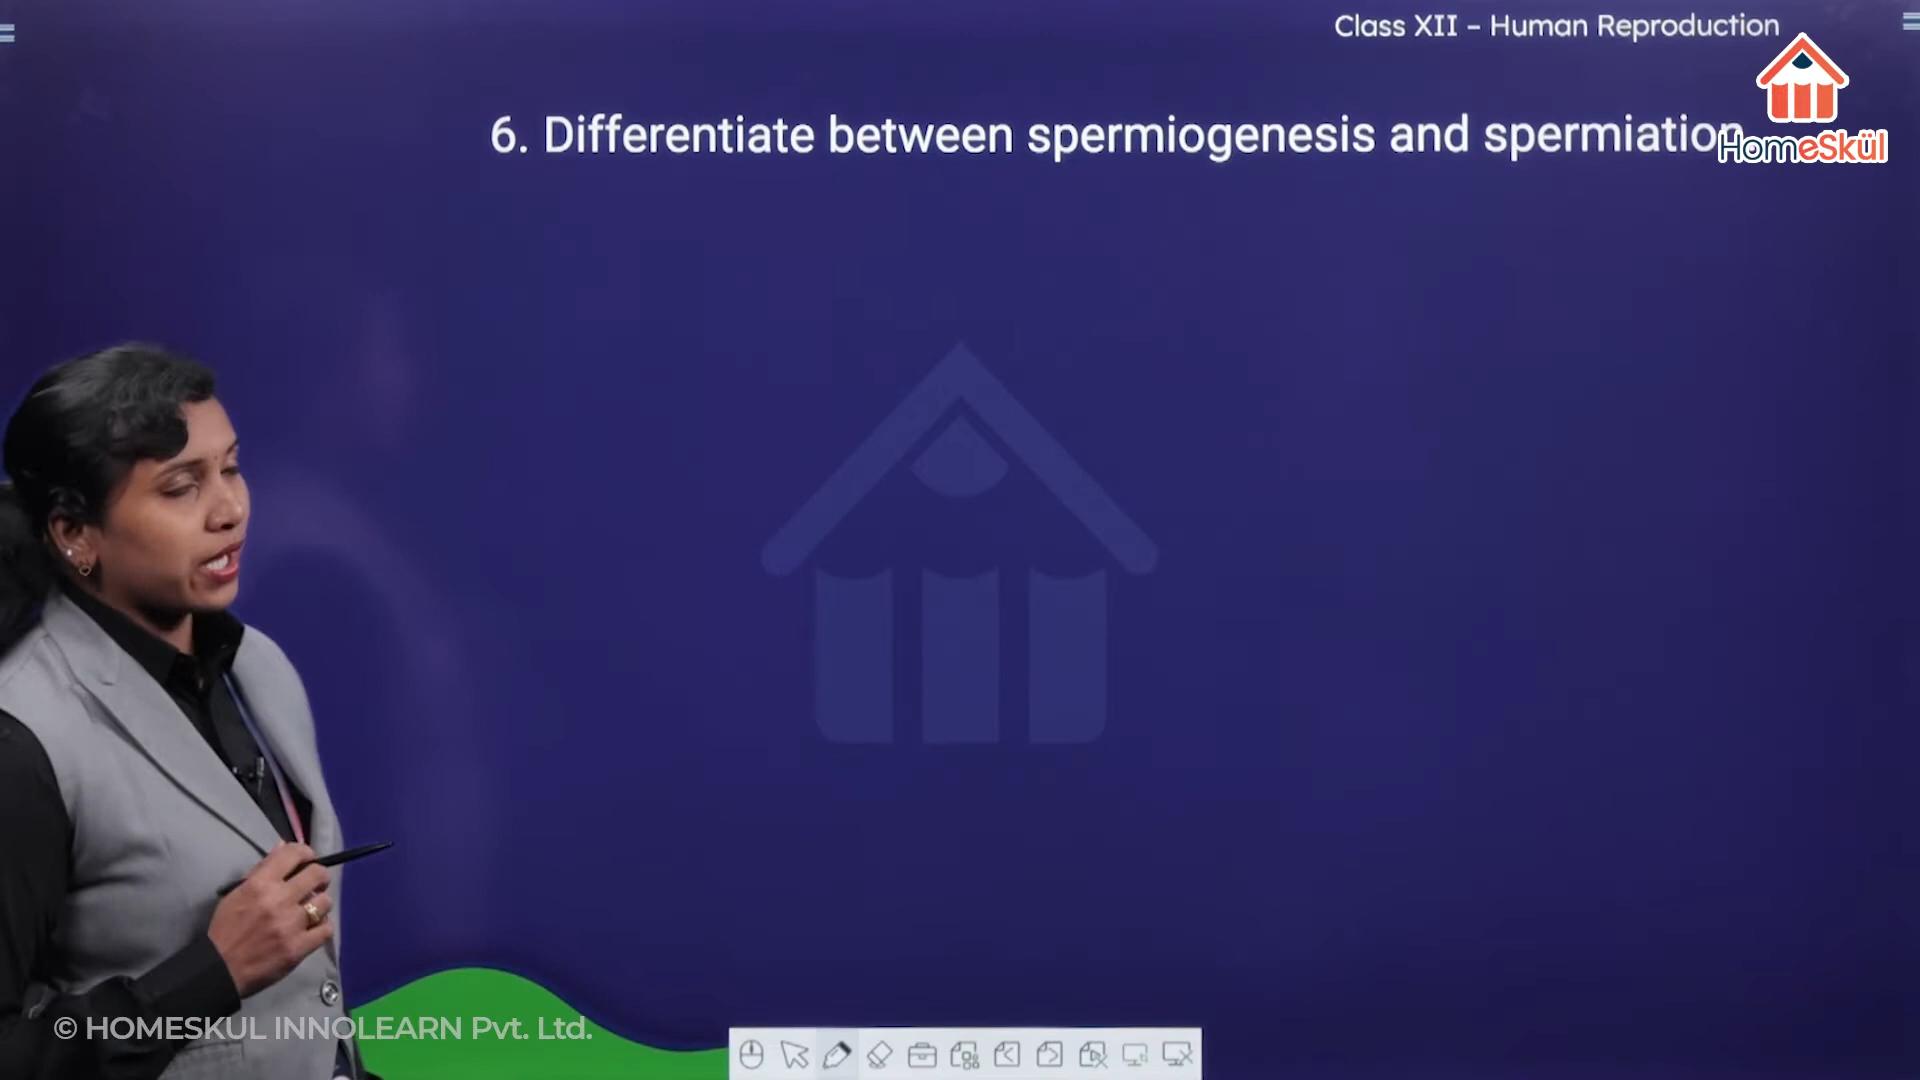 Class XII – Human Reproduction
6. Differentiate between spermiogenesis and spermiation
HomeSkül
© HOMESKUL INNOLEARN Pvt. Ltd.